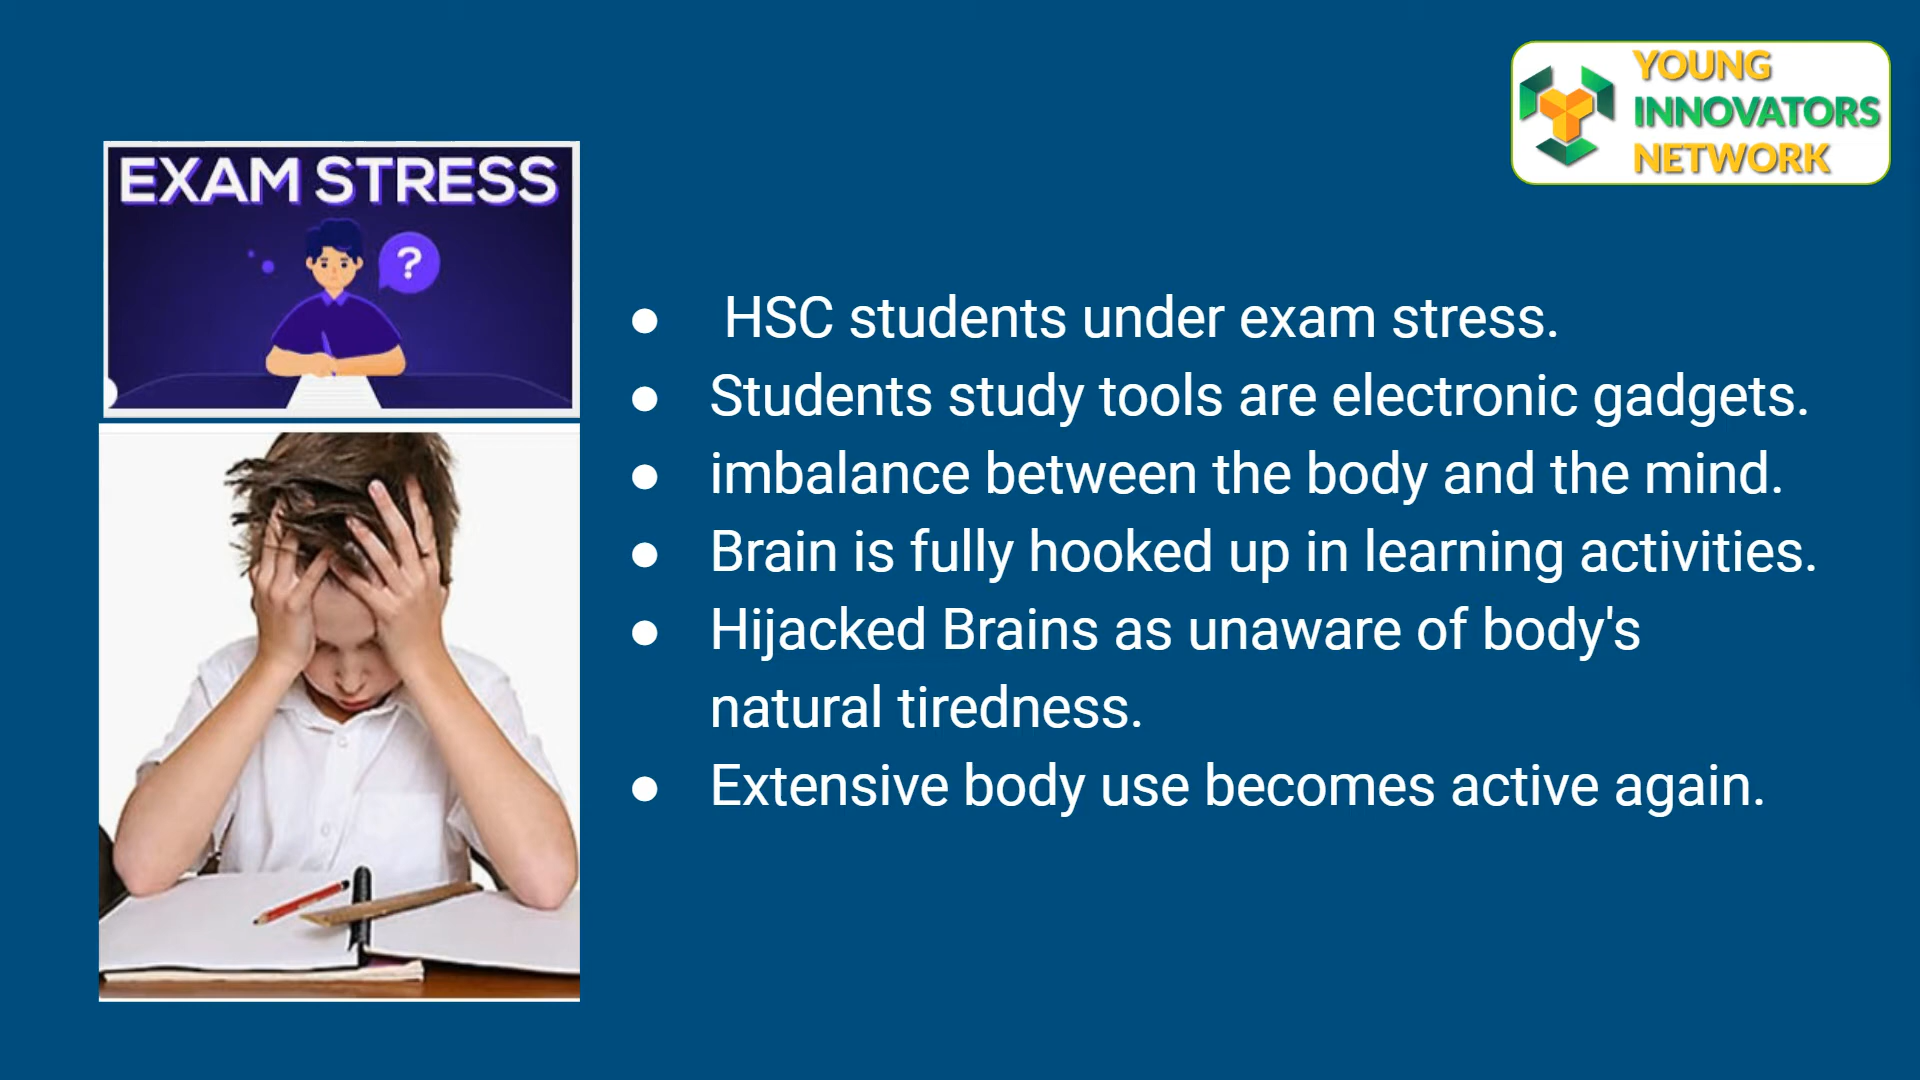 YOUNG
INNOVATORS
NETWORK
EXAM STRESS
?
● HSC students under exam stress.
● Students study tools are electronic gadgets.
● imbalance between the body and the mind.
● Brain is fully hooked up in learning activities.
● Hijacked Brains as unaware of body's
natural tiredness.
● Extensive body use becomes active again.